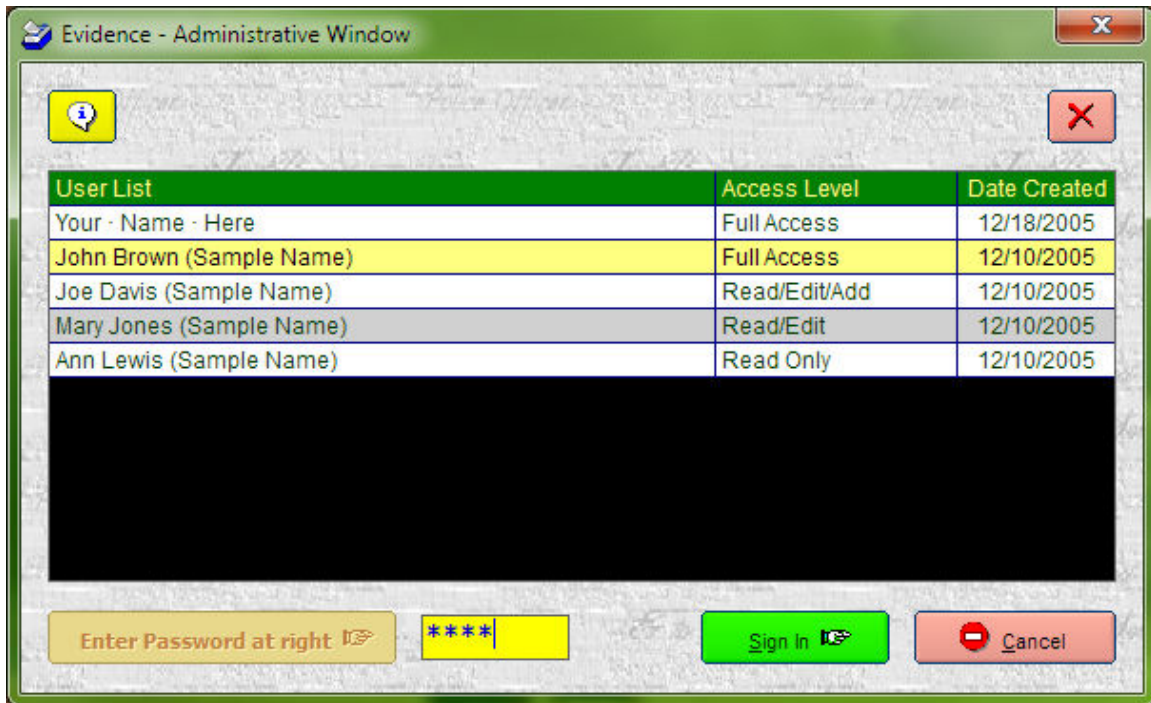 Evidence - Administrative Window
User List Access Level Date Created
Your - Name - Here Full Access 12/18/2005
John Brown (Sample Name) Full Access 12/10/2005
Joe Davis (Sample Name) Read/Edit/Add 12/10/2005
Mary Jones (Sample Name) Read/Edit 12/10/2005
Ann Lewis (Sample Name) Read Only 12/10/2005
Enter Password at right **** Sign In Cancel